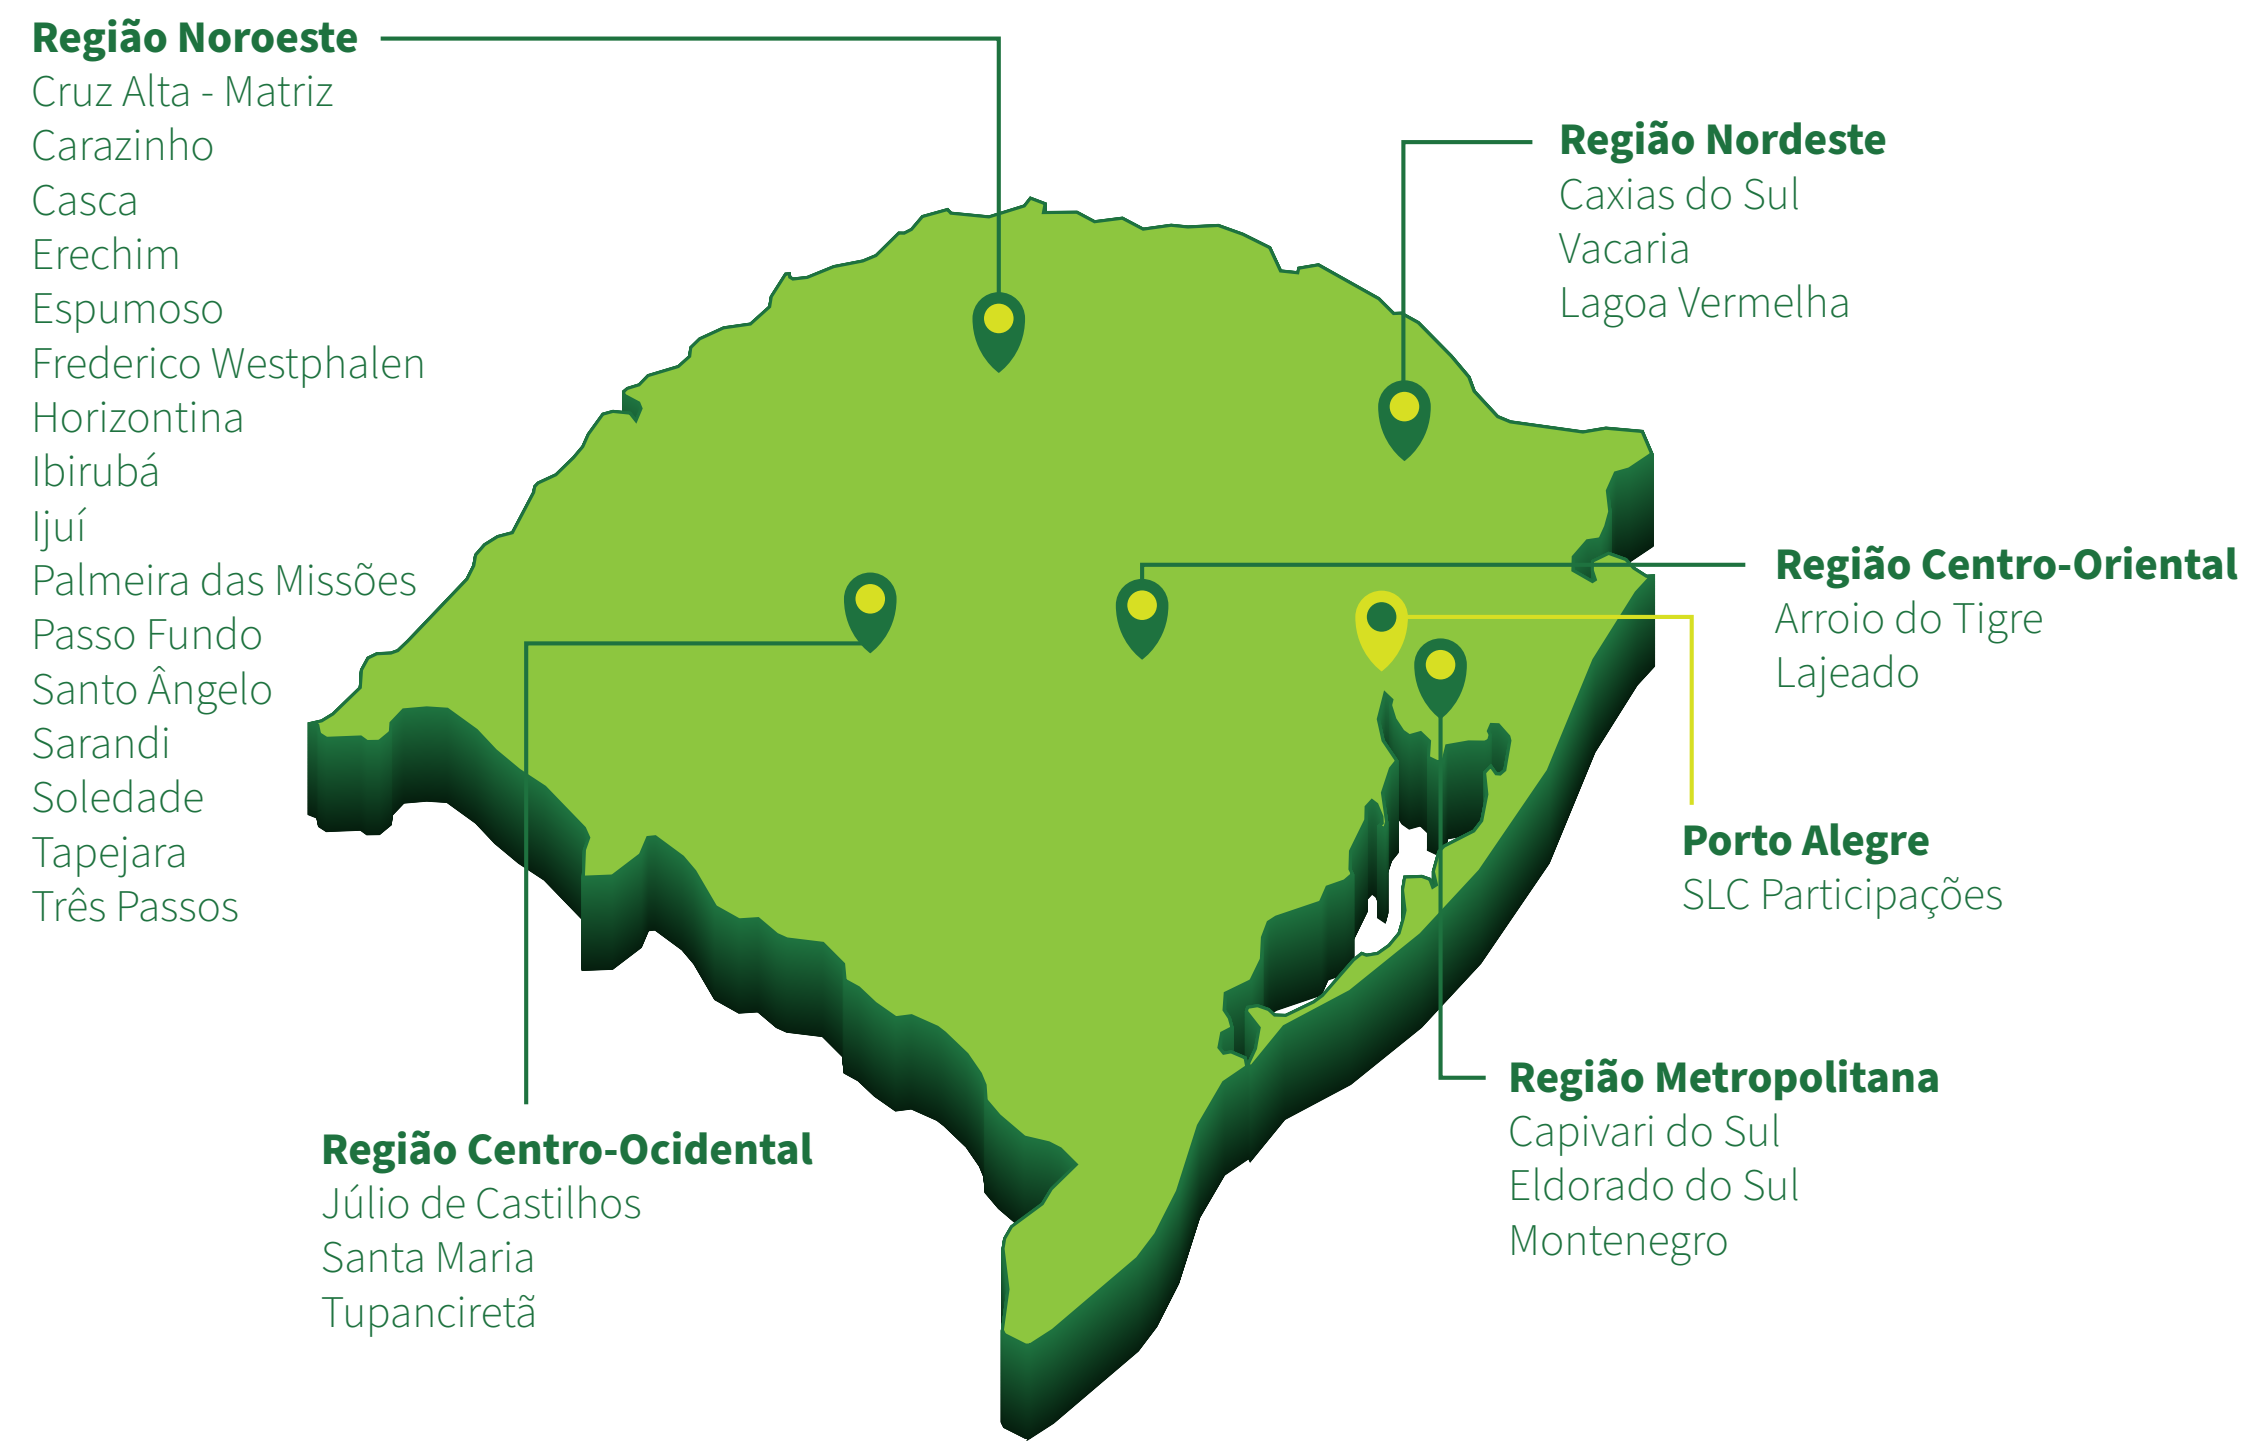 Região Noroeste
Cruz Alta - Matriz
Carazinho
Casca
Erechim
Espumoso
Frederico Westphalen
Horizontina
Ibirubá
Ijuí
Palmeira das Missões
Passo Fundo
Santo Ângelo
Sarandi
Soledade
Tapejara
Três Passos
Região Nordeste
Caxias do Sul
Vacaria
Lagoa Vermelha
Região Centro-Oriental
Arroio do Tigre
Lajeado
Porto Alegre
SLC Participações
Região Metropolitana
Capivari do Sul
Eldorado do Sul
Montenegro
Região Centro-Ocidental
Júlio de Castilhos
Santa Maria
Tupanciretã